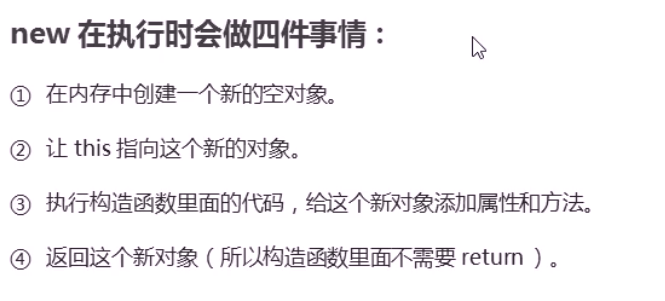 new 在执行时会做四件事情：
① 在内存中创建一个新的空对象。
② 让 this 指向这个新的对象。
③ 执行构造函数里面的代码，给这个新对象添加属性和方法。
④ 返回这个新对象（所以构造函数里面不需要 return ）。